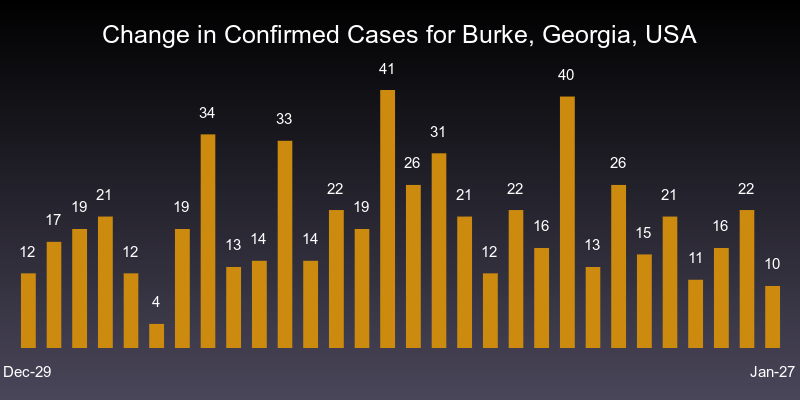 Change in Confirmed Cases for Burke, Georgia, USA
12 17 19 21 12 4 19 34 13 14 33 14 22 19 41 26 31 21 12 22 16 40 13 26 15 21 11 16 22 10
Dec-29 Jan-27